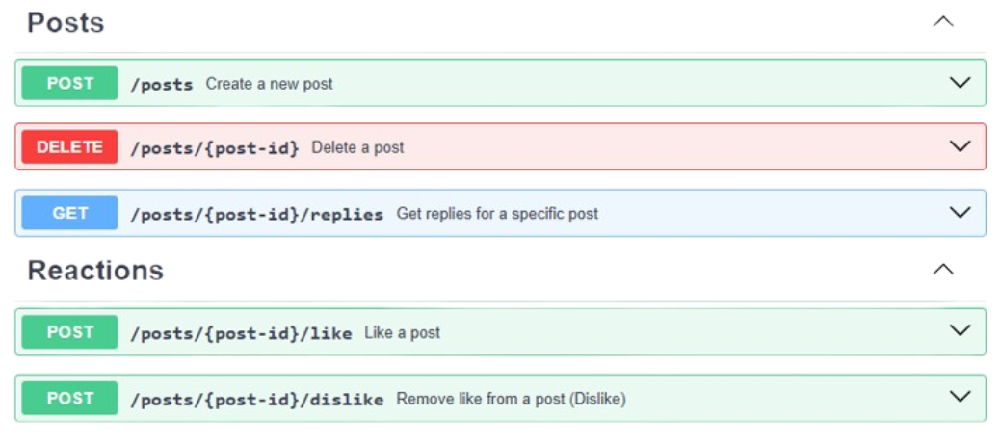 Posts
POST /posts Create a new post
DELETE /posts/{post-id} Delete a post
GET /posts/{post-id}/replies Get replies for a specific post
Reactions
POST /posts/{post-id}/like Like a post
POST /posts/{post-id}/dislike Remove like from a post (Dislike)